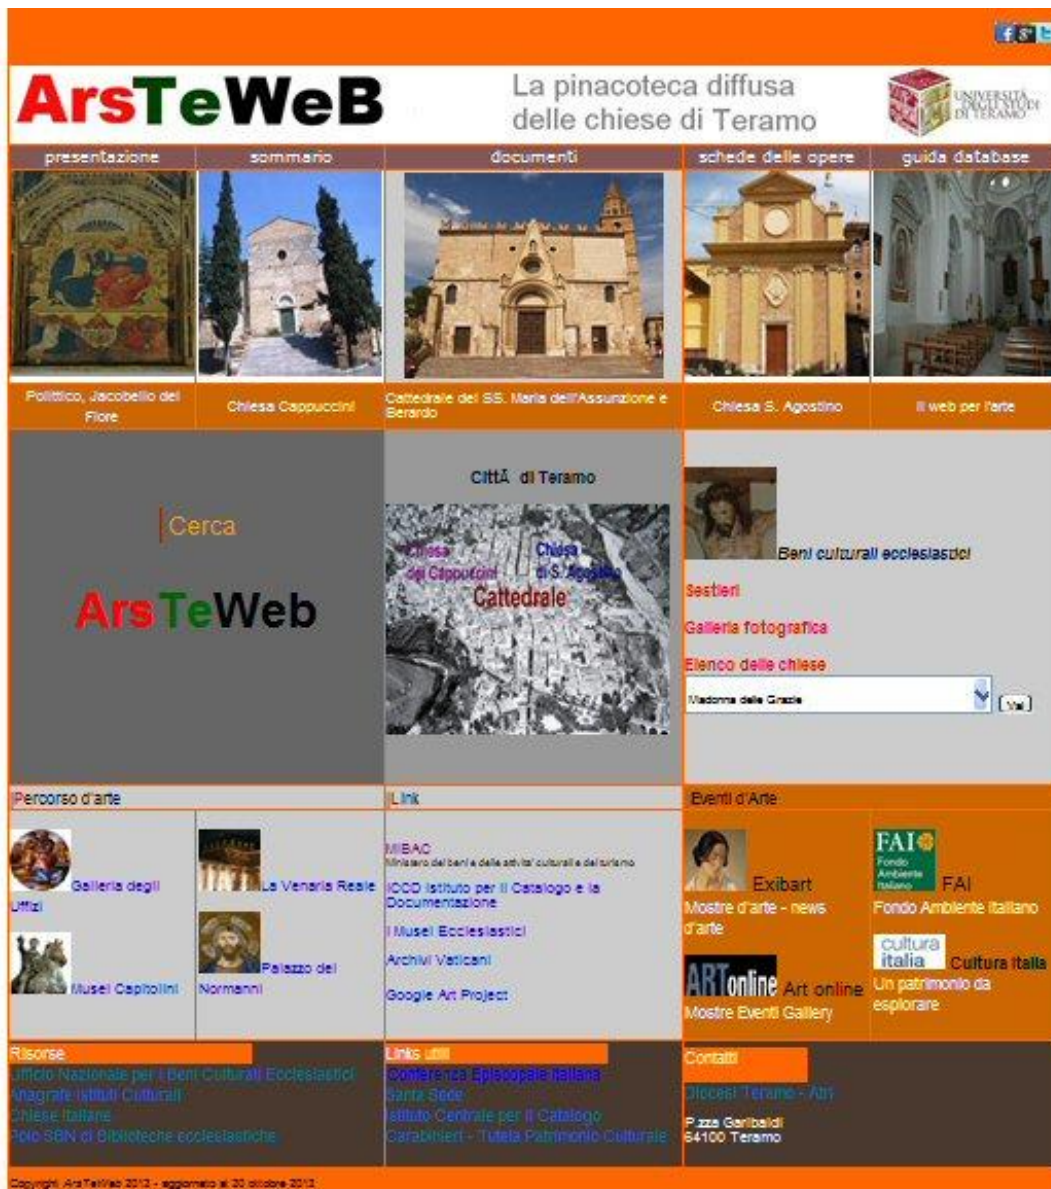 ArsTeWeB
La pinacoteca diffusa
delle chiese di Teramo
UNIVERSITÀ
DEGLI STUDI
DI TERAMO
presentazione
sommario
documenti
schede delle opere
guida database
Polittico, Jacobello del
Fiore
Chiesa Cappuccini
Cattedrale dei SS. Maria dell'Assunzione e
Berardo
Chiesa S. Agostino
Il web per l'arte
Cerca
ArsTeWeb
CittÃ di Teramo
Chiesa
dei Cappuccini
Chiesa
di S. Agostino
Cattedrale
Beni culturali ecclesiastici
Sestieri
Galleria fotografica
Elenco delle chiese
Madonna delle Grazie
Vai
Percorso d'arte
Link
Eventi d'Arte
Galleria degli
Uffizi
La Venaria Reale
Musei Capitolini
Palazzo dei
Normanni
MIBAC
Ministero dei beni e delle attivita' culturali e del turismo
ICCD Istituto per il Catalogo e la
Documentazione
I Musei Ecclesiastici
Archivi Vaticani
Google Art Project
Exibart
Mostre d'arte - news
d'arte
ARTonline Art online
Mostre Eventi Gallery
FAI
Fondo
Ambiente
Italiano
FAI
Fondo Ambiente Italiano
cultura
italia
Cultura Italia
Un patrimonio da
esplorare
Risorse
Ufficio Nazionale per i Beni Culturali Ecclesiastici
Anagrafe Istituti Culturali
Chiese Italiane
Polo SBN di Biblioteche ecclesiastiche
Links utili
Conferenza Episcopale Italiana
Santa Sede
Istituto Centrale per il Catalogo
Carabinieri - Tutela Patrimonio Culturale
Contatti
Diocesi Teramo - Atri
P.zza Garibaldi
64100 Teramo
Copyright ArsTeWeb 2013 - aggiornato al 30 ottobre 2013